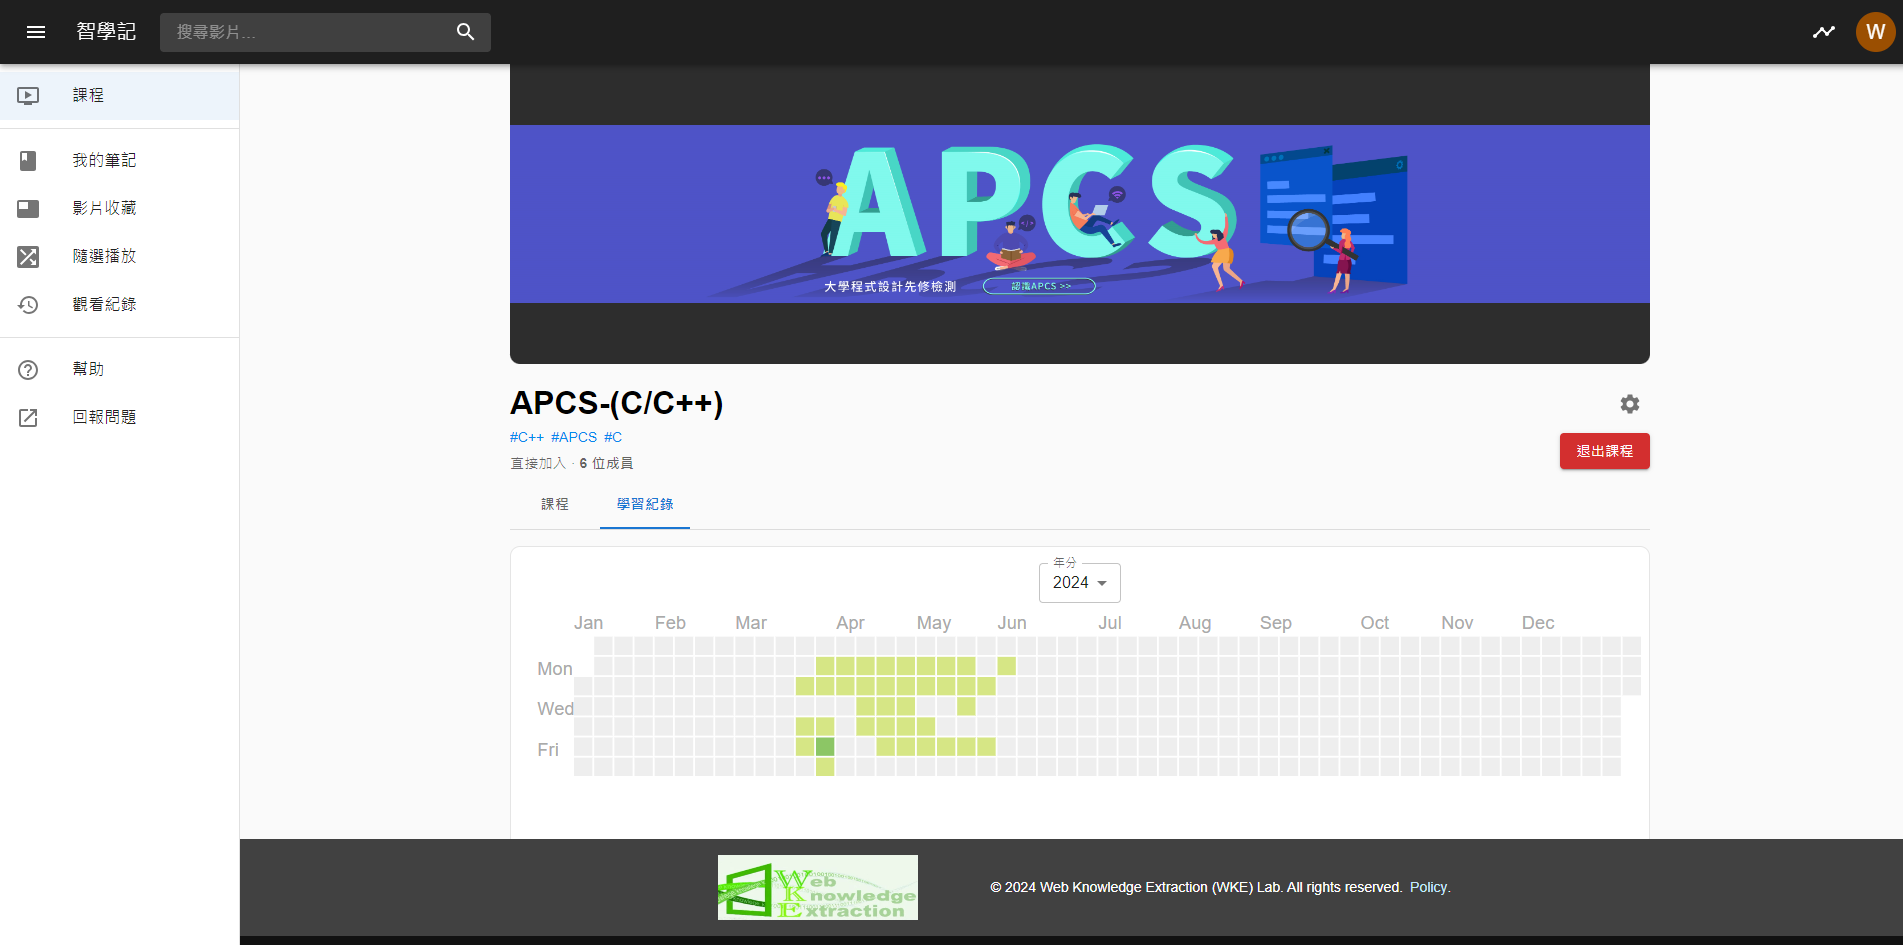 智學記
搜尋影片...
W
課程
我的筆記
影片收藏
隨選播放
觀看紀錄
幫助
回報問題
APCS
大學程式設計先修檢測
認識APCS >>
APCS-(C/C++)
#C++ #APCS #C
直接加入 · 6 位成員
退出課程
課程
學習紀錄
年分
2024
Jan Feb Mar Apr May Jun Jul Aug Sep Oct Nov Dec
Mon
Wed
Fri
Web
Knowledge
Extraction
© 2024 Web Knowledge Extraction (WKE) Lab. All rights reserved. Policy.